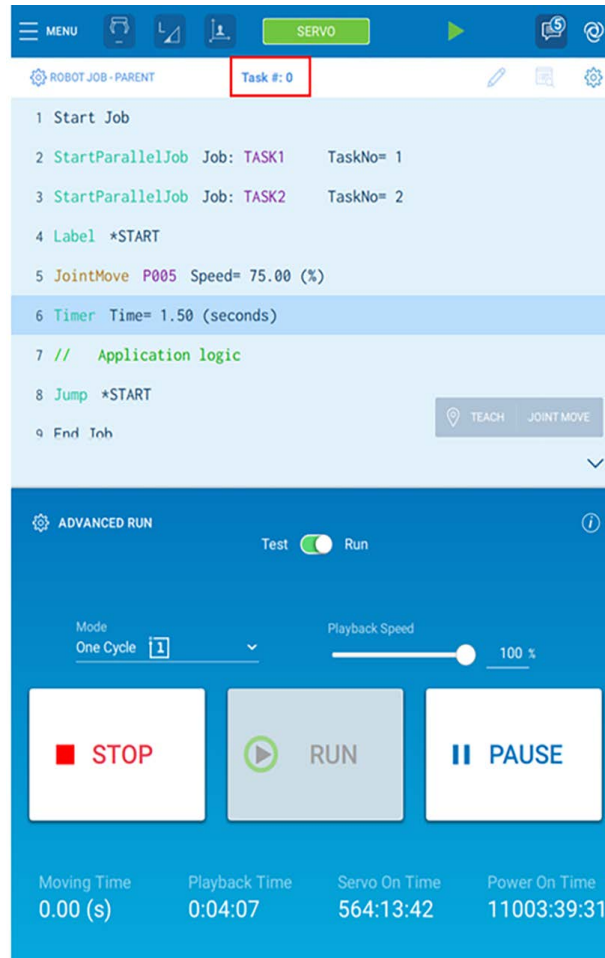 MENU SERVO 5
ROBOT JOB - PARENT Task #: 0
1 Start Job
2 StartParallelJob Job: TASK1 TaskNo= 1
3 StartParallelJob Job: TASK2 TaskNo= 2
4 Label *START
5 JointMove P005 Speed= 75.00 (%)
6 Timer Time= 1.50 (seconds)
7 // Application logic
8 Jump *START
TEACH JOINT MOVE
9 End Job
ADVANCED RUN
Test Run
Mode Playback Speed
One Cycle 1 100 %
STOP RUN PAUSE
Moving Time Playback Time Servo On Time Power On Time
0.00 (s) 0:04:07 564:13:42 11003:39:31